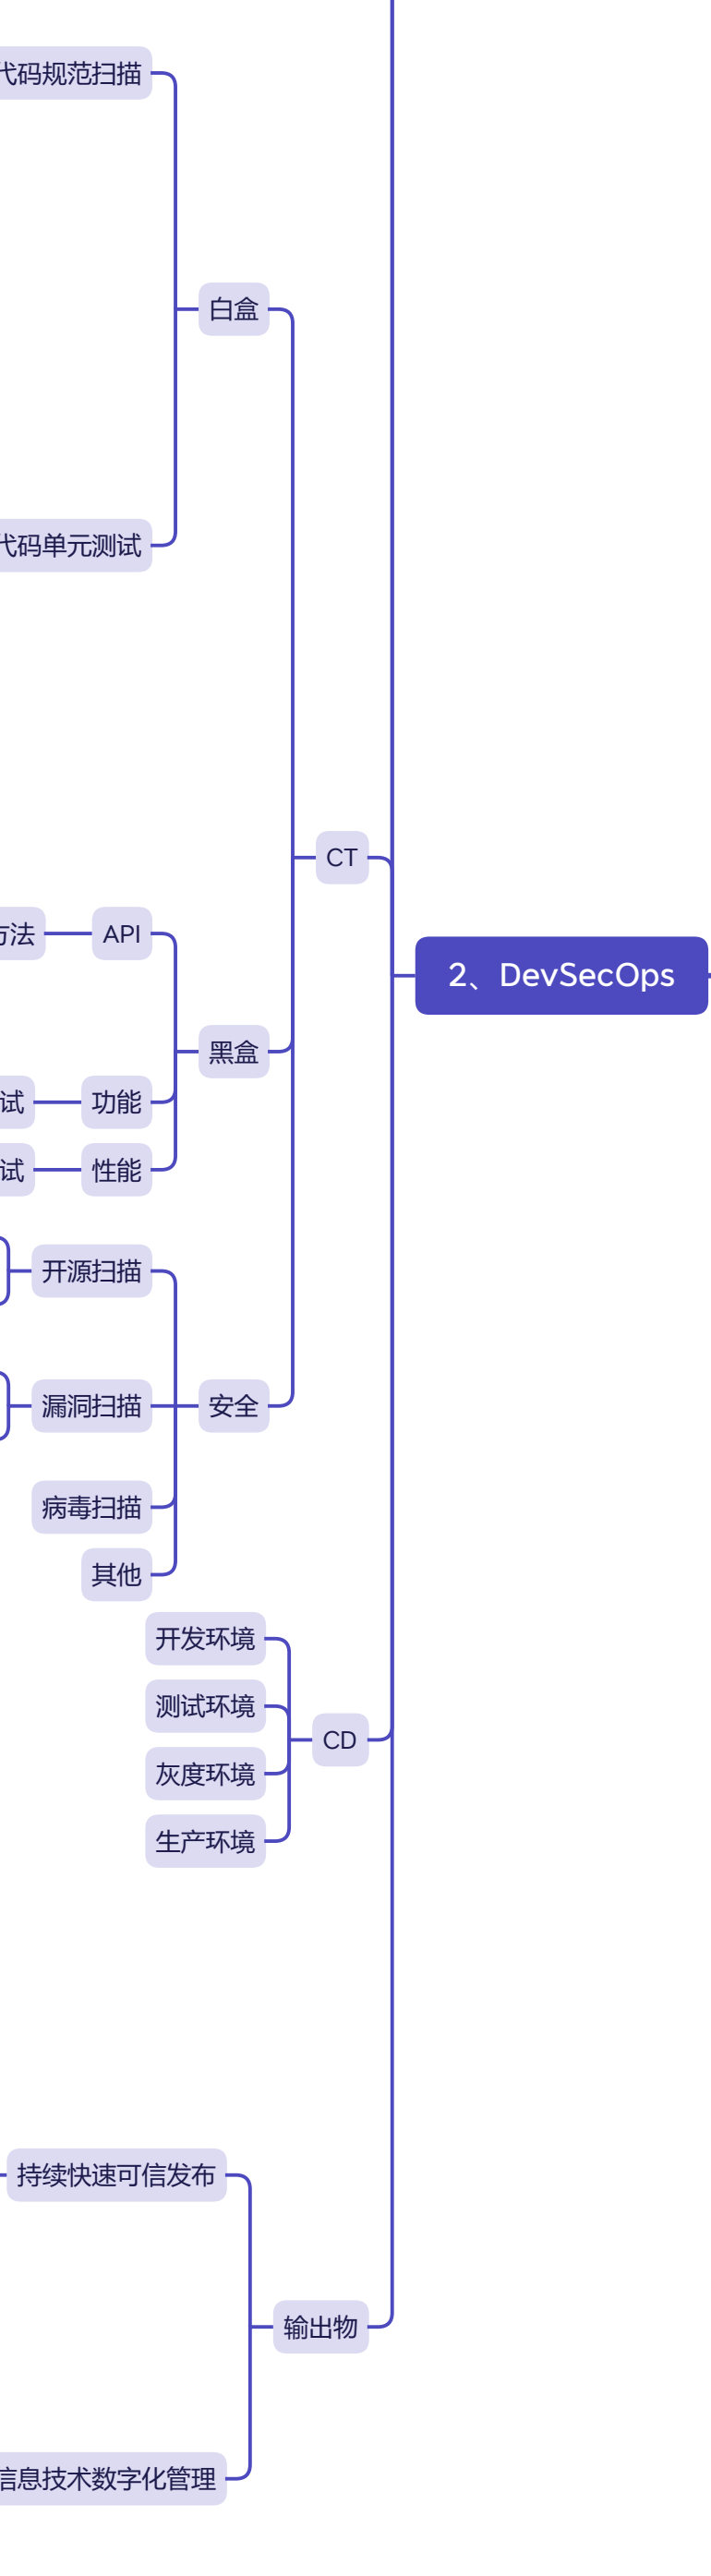 代码规范扫描
白盒
代码单元测试
CT
2、DevSecOps
方法
API
黑盒
试
功能
试
性能
开源扫描
漏洞扫描
安全
病毒扫描
其他
开发环境
测试环境
CD
灰度环境
生产环境
持续快速可信发布
输出物
信息技术数字化管理